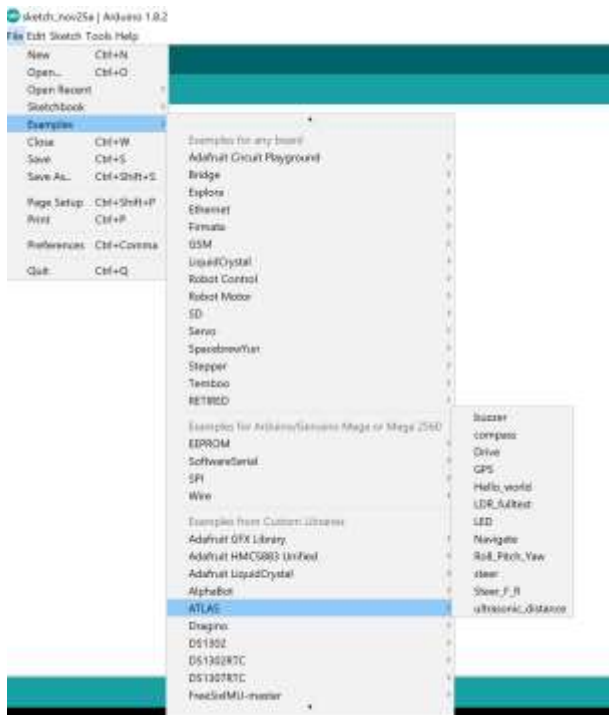 sketch_nov25a | Arduino 1.8.2
File Edit Sketch Tools Help
New Ctrl+N
Open... Ctrl+O
Open Recent
Sketchbook
Examples
Close Ctrl+W
Save Ctrl+S
Save As... Ctrl+Shift+S
Page Setup Ctrl+Shift+P
Print Ctrl+P
Preferences Ctrl+Comma
Quit Ctrl+Q
Examples for any board
Adafruit Circuit Playground
Bridge
Esplora
Ethernet
Firmata
GSM
LiquidCrystal
Robot Control
Robot Motor
SD
Servo
SpacebrewYun
Stepper
Temboo
RETIRED
Examples for Arduino/Genuino Mega or Mega 2560
EEPROM
SoftwareSerial
SPI
Wire
Examples from Custom Libraries
Adafruit GFX Library
Adafruit HMC5883 Unified
Adafruit LiquidCrystal
AlphaBot
ATLAS
Dragino
DS1302
DS1302RTC
DS1307RTC
FreeSixIMU-master
buzzer
compass
Drive
GPS
Hello_world
LDR_fulltest
LED
Navigate
Roll_Pitch_Yaw
steer
Steer_F_R
ultrasonic_distance